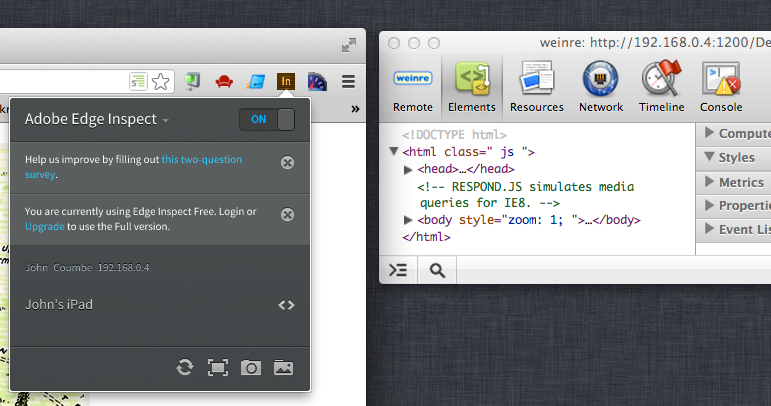 Adobe Edge Inspect
ON
Help us improve by filling out this two-question
survey.
You are currently using Edge Inspect Free. Login or
Upgrade to use the Full version.
John Coumbe 192.168.0.4
John's iPad
In
»
weinre: http://192.168.0.4:1200/De
weinre
Remote
Elements
Resources
Network
Timeline
Console
<!DOCTYPE html>
<html class=" js ">
<head>…</head>
<!-- RESPOND.JS simulates media
queries for IE8. -->
<body style="zoom: 1; ">…</body>
</html>
Compute
Styles
Metrics
Propertie
Event Lis